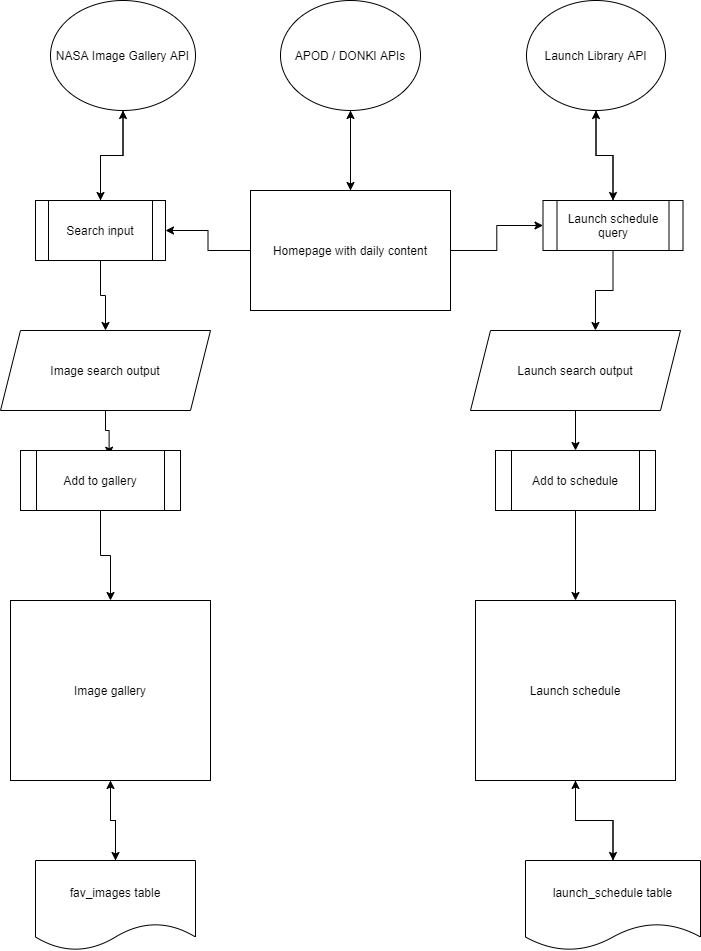 NASA Image Gallery API
APOD / DONKI APIs
Launch Library API
Search input
Homepage with daily content
Launch schedule
query
Image search output
Launch search output
Add to gallery
Add to schedule
Image gallery
Launch schedule
fav_images table
launch_schedule table